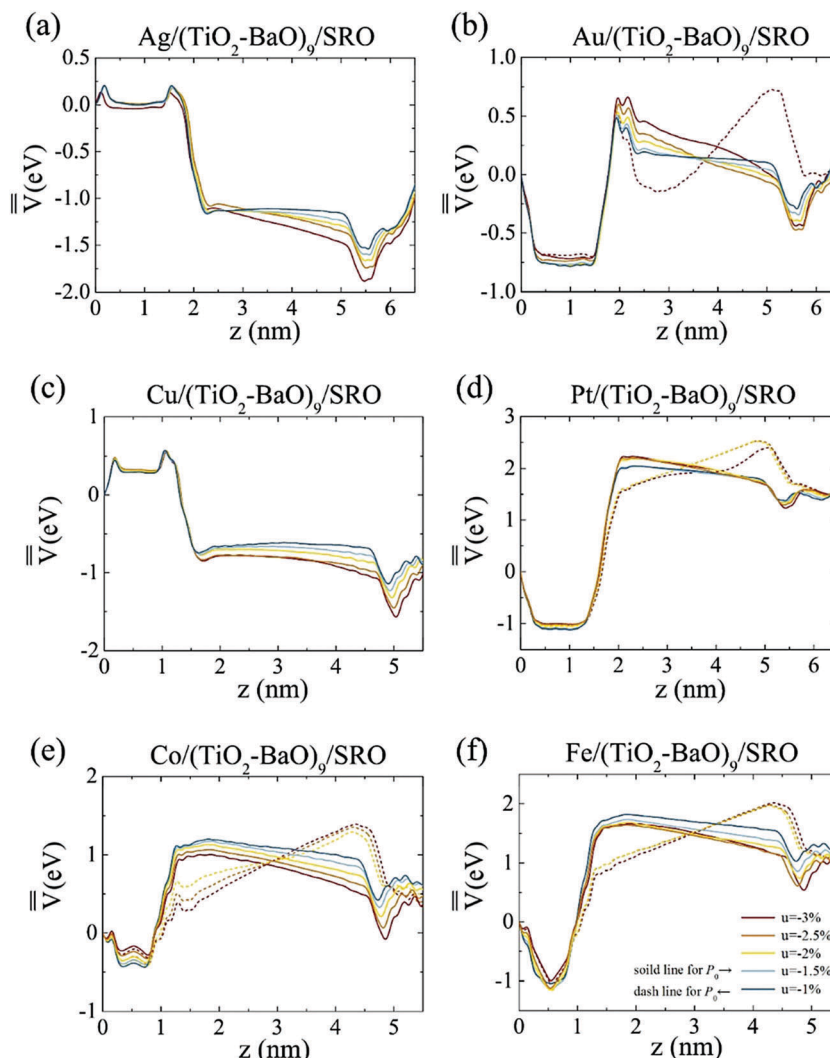 (a)
Ag/(TiO2-BaO)9/SRO
0.5
0.0
-0.5
-1.0
-1.5
-2.0
V(eV)
0 1 2 3 4 5 6
z (nm)
(b)
Au/(TiO2-BaO)9/SRO
1.0
0.5
0.0
-0.5
-1.0
V(eV)
0 1 2 3 4 5 6
z (nm)
(c)
Cu/(TiO2-BaO)9/SRO
1
0
-1
-2
V(eV)
0 1 2 3 4 5
z (nm)
(d)
Pt/(TiO2-BaO)9/SRO
3
2
1
0
-1
V(eV)
0 1 2 3 4 5 6
z (nm)
(e)
Co/(TiO2-BaO)9/SRO
2
1
0
-1
V(eV)
0 1 2 3 4 5
z (nm)
(f)
Fe/(TiO2-BaO)9/SRO
2
1
0
-1
V(eV)
0 1 2 3 4 5
z (nm)
u=-3%
u=-2.5%
u=-2%
soild line for P0→ u=-1.5%
dash line for P0← u=-1%